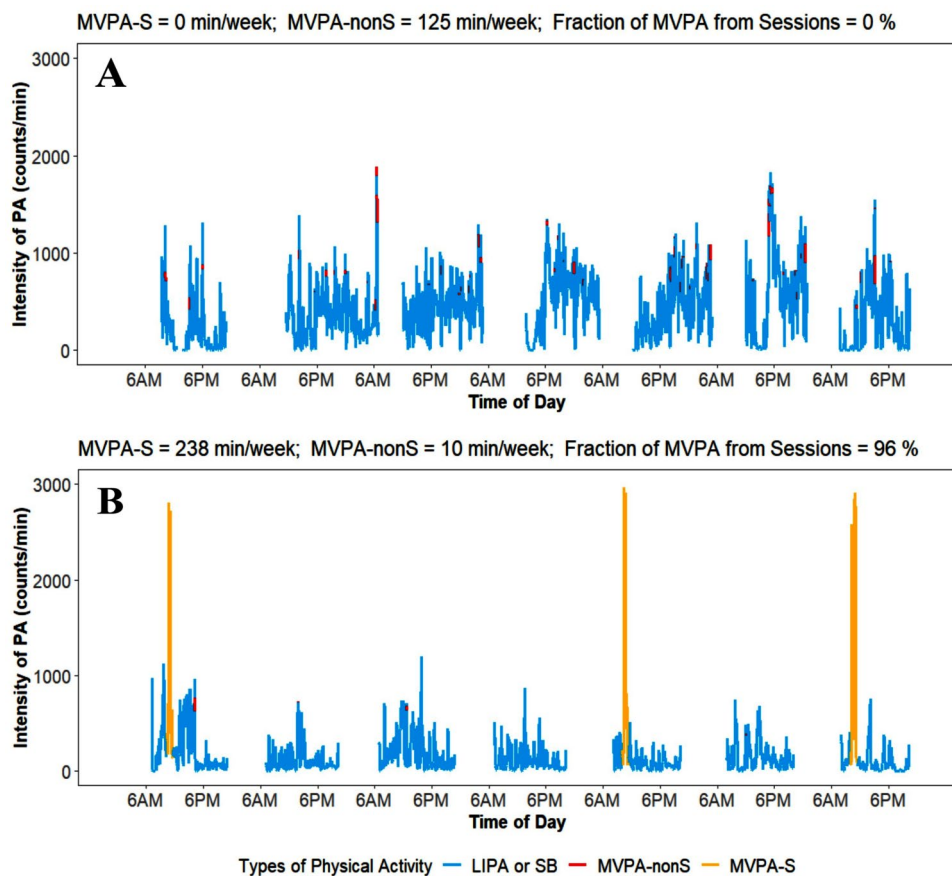 MVPA-S = 0 min/week; MVPA-nonS = 125 min/week; Fraction of MVPA from Sessions = 0 %
A
Intensity of PA (counts/min)
3000
2000
1000
0
6AM 6PM 6AM 6PM 6AM 6PM 6AM 6PM 6AM 6PM 6AM 6PM 6AM 6PM
Time of Day
MVPA-S = 238 min/week; MVPA-nonS = 10 min/week; Fraction of MVPA from Sessions = 96 %
B
Intensity of PA (counts/min)
3000
2000
1000
0
6AM 6PM 6AM 6PM 6AM 6PM 6AM 6PM 6AM 6PM 6AM 6PM 6AM 6PM
Time of Day
Types of Physical Activity LIPA or SB MVPA-nonS MVPA-S